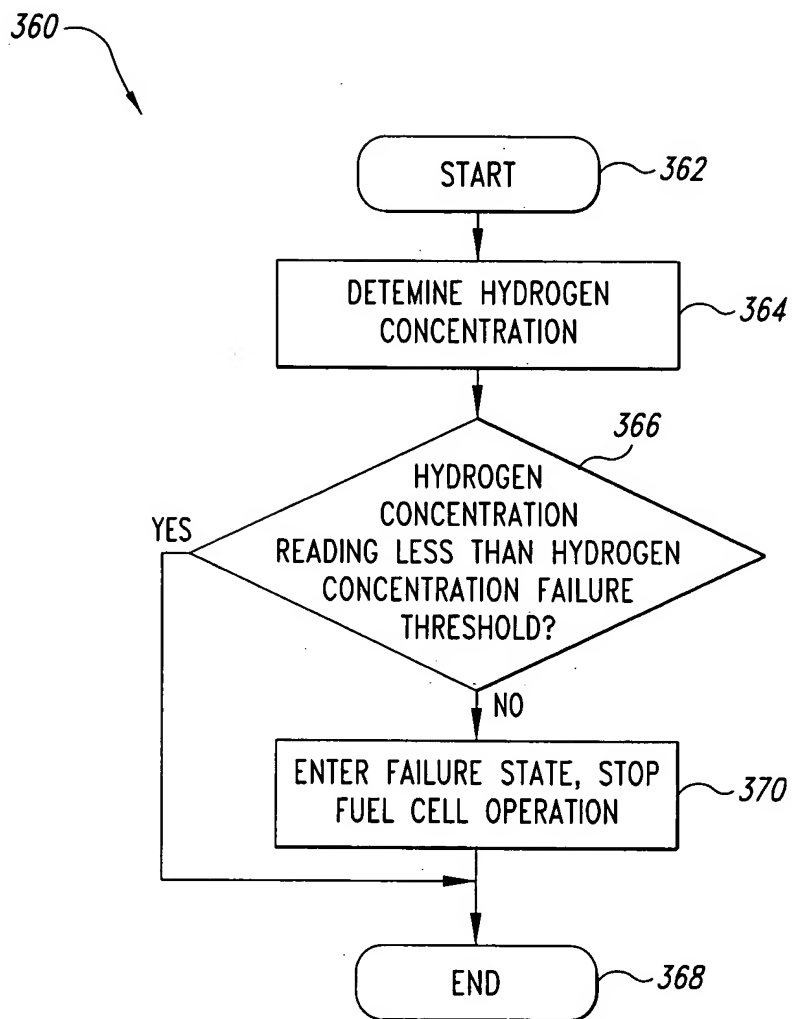 360
START
362
DETEMINE HYDROGEN
CONCENTRATION
364
366
HYDROGEN
CONCENTRATION
READING LESS THAN HYDROGEN
CONCENTRATION FAILURE
THRESHOLD?
YES
NO
ENTER FAILURE STATE, STOP
FUEL CELL OPERATION
370
END
368